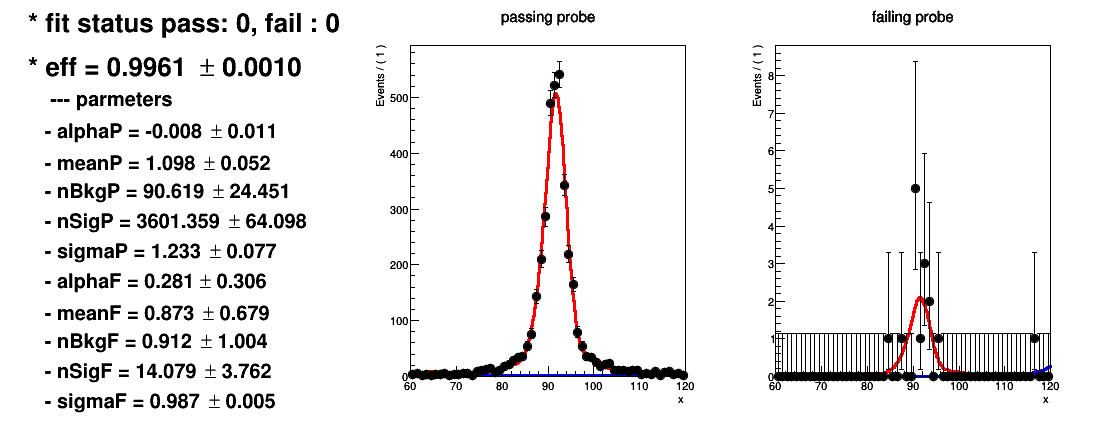 * fit status pass: 0, fail : 0
* eff = 0.9961 ± 0.0010
--- parmeters
- alphaP = -0.008 ± 0.011
- meanP = 1.098 ± 0.052
- nBkgP = 90.619 ± 24.451
- nSigP = 3601.359 ± 64.098
- sigmaP = 1.233 ± 0.077
- alphaF = 0.281 ± 0.306
- meanF = 0.873 ± 0.679
- nBkgF = 0.912 ± 1.004
- nSigF = 14.079 ± 3.762
- sigmaF = 0.987 ± 0.005
passing probe
Events / ( 1 )
500
400
300
200
100
0
60 70 80 90 100 110 120
x
failing probe
Events / ( 1 )
8
7
6
5
4
3
2
1
0
60 70 80 90 100 110 120
x